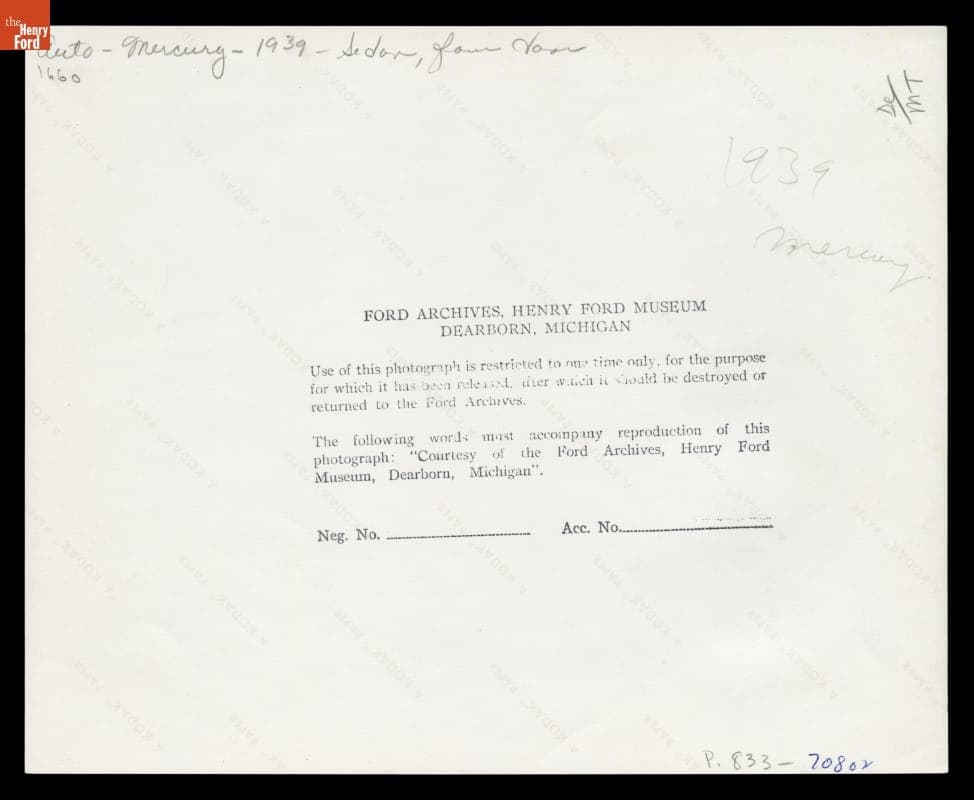 the
Henry
Ford
Auto - Mercury - 1939 - Sedan, four Door
1660
De/MT
1939
Mercury
FORD ARCHIVES, HENRY FORD MUSEUM
DEARBORN, MICHIGAN
Use of this photograph is restricted to one time only, for the purpose
for which it has been released, after which it should be destroyed or
returned to the Ford Archives.
The following words must accompany reproduction of this
photograph: "Courtesy of the Ford Archives, Henry Ford
Museum, Dearborn, Michigan".
Neg. No. Acc. No.
P. 833 - 70802